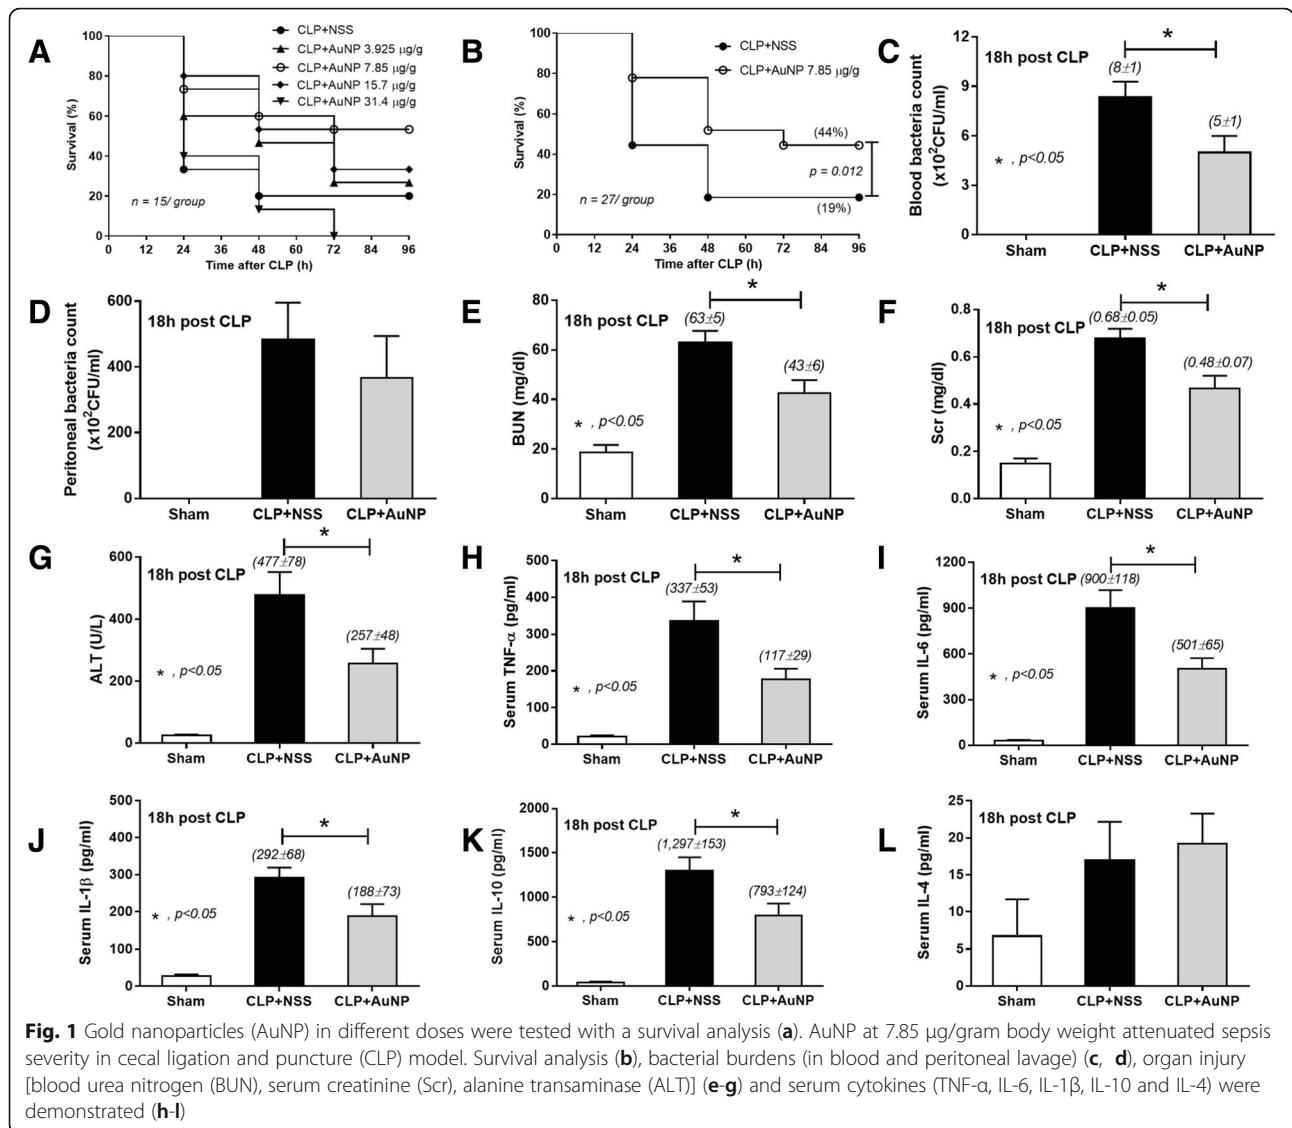 A
CLP+NSS
CLP+AuNP 3.925 µg/g
CLP+AuNP 7.85 µg/g
CLP+AuNP 15.7 µg/g
CLP+AuNP 31.4 µg/g
Survival (%)
100
80
60
40
20
0
n = 15/ group
0 12 24 36 48 60 72 84 96
Time after CLP (h)
B
CLP+NSS
CLP+AuNP 7.85 µg/g
Survival (%)
100
80
60
40
20
0
(44%)
p = 0.012
(19%)
n = 27/ group
0 12 24 36 48 60 72 84 96
Time after CLP (h)
C
18h post CLP
*
(8±1)
(5±1)
*, p<0.05
Blood bacteria count
(x10²CFU/ml)
12
9
6
3
0
Sham CLP+NSS CLP+AuNP
D
18h post CLP
Peritoneal bacteria count
(x10²CFU/ml)
600
400
200
0
Sham CLP+NSS CLP+AuNP
E
18h post CLP
*
(63±5)
(43±6)
*, p<0.05
BUN (mg/dl)
80
60
40
20
0
Sham CLP+NSS CLP+AuNP
F
18h post CLP
*
(0.68±0.05)
(0.48±0.07)
*, p<0.05
Scr (mg/dl)
0.8
0.6
0.4
0.2
0.0
Sham CLP+NSS CLP+AuNP
G
18h post CLP
*
(477±78)
(257±48)
*, p<0.05
ALT (U/L)
600
400
200
0
Sham CLP+NSS CLP+AuNP
H
18h post CLP
*
(337±53)
(117±29)
*, p<0.05
Serum TNF-α (pg/ml)
500
400
300
200
100
0
Sham CLP+NSS CLP+AuNP
I
18h post CLP
*
(900±118)
(501±65)
*, p<0.05
Serum IL-6 (pg/ml)
1200
900
600
300
0
Sham CLP+NSS CLP+AuNP
J
18h post CLP
*
(292±68)
(188±73)
*, p<0.05
Serum IL-1β (pg/ml)
500
400
300
200
100
0
Sham CLP+NSS CLP+AuNP
K
18h post CLP
*
(1,297±153)
(793±124)
*, p<0.05
Serum IL-10 (pg/ml)
2000
1500
1000
500
0
Sham CLP+NSS CLP+AuNP
L
18h post CLP
Serum IL-4 (pg/ml)
25
20
15
10
5
0
Sham CLP+NSS CLP+AuNP
Fig. 1 Gold nanoparticles (AuNP) in different doses were tested with a survival analysis (a). AuNP at 7.85 µg/gram body weight attenuated sepsis
severity in cecal ligation and puncture (CLP) model. Survival analysis (b), bacterial burdens (in blood and peritoneal lavage) (c, d), organ injury
[blood urea nitrogen (BUN), serum creatinine (Scr), alanine transaminase (ALT)] (e-g) and serum cytokines (TNF-α, IL-6, IL-1β, IL-10 and IL-4) were
demonstrated (h-l)